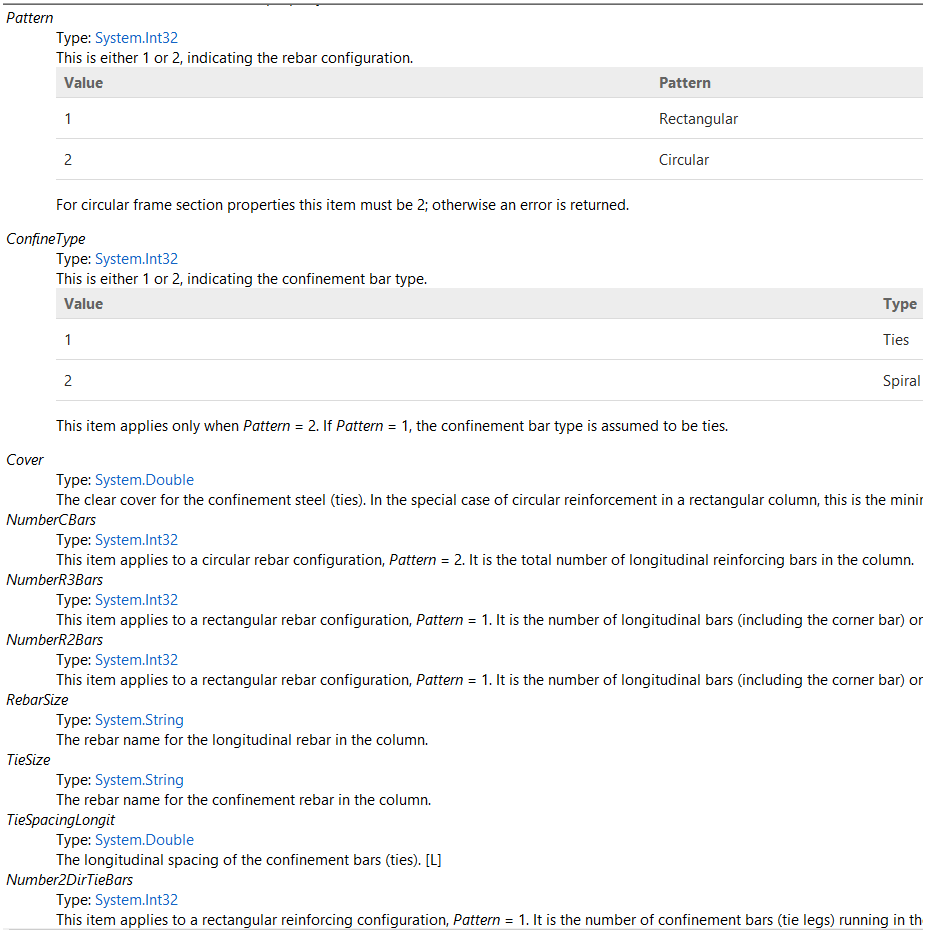 Pattern
Type: System.Int32
This is either 1 or 2, indicating the rebar configuration.
Value Pattern
1 Rectangular
2 Circular
For circular frame section properties this item must be 2; otherwise an error is returned.
ConfineType
Type: System.Int32
This is either 1 or 2, indicating the confinement bar type.
Value Type
1 Ties
2 Spiral
This item applies only when Pattern = 2. If Pattern = 1, the confinement bar type is assumed to be ties.
Cover
Type: System.Double
The clear cover for the confinement steel (ties). In the special case of circular reinforcement in a rectangular column, this is the
NumberCBars
Type: System.Int32
This item applies to a circular rebar configuration, Pattern = 2. It is the total number of longitudinal reinforcing bars in the column.
NumberR3Bars
Type: System.Int32
This item applies to a rectangular rebar configuration, Pattern = 1. It is the number of longitudinal bars (including the corner bar)
NumberR2Bars
Type: System.Int32
This item applies to a rectangular rebar configuration, Pattern = 1. It is the number of longitudinal bars (including the corner bar)
RebarSize
Type: System.String
The rebar name for the longitudinal rebar in the column.
TieSize
Type: System.String
The rebar name for the confinement rebar in the column.
TieSpacingLongit
Type: System.Double
The longitudinal spacing of the confinement bars (ties). [L]
Number2DirTieBars
Type: System.Int32
This item applies to a rectangular reinforcing configuration, Pattern = 1. It is the number of confinement bars (tie legs) running in